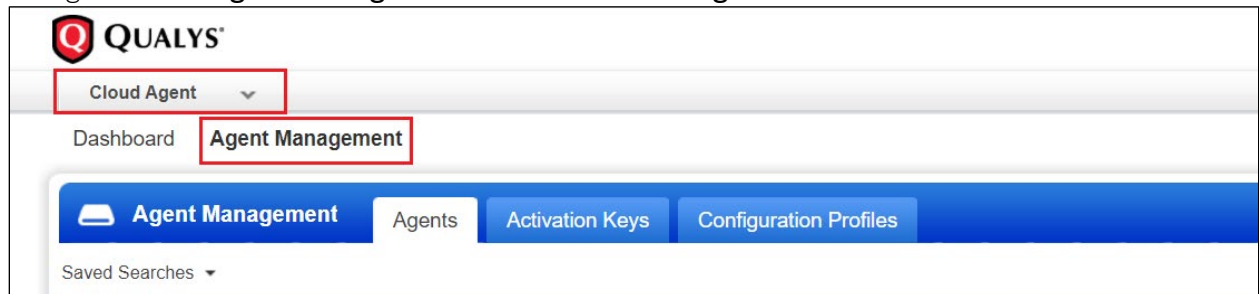 QUALYS®
Cloud Agent
Dashboard Agent Management
Agent Management Agents Activation Keys Configuration Profiles
Saved Searches